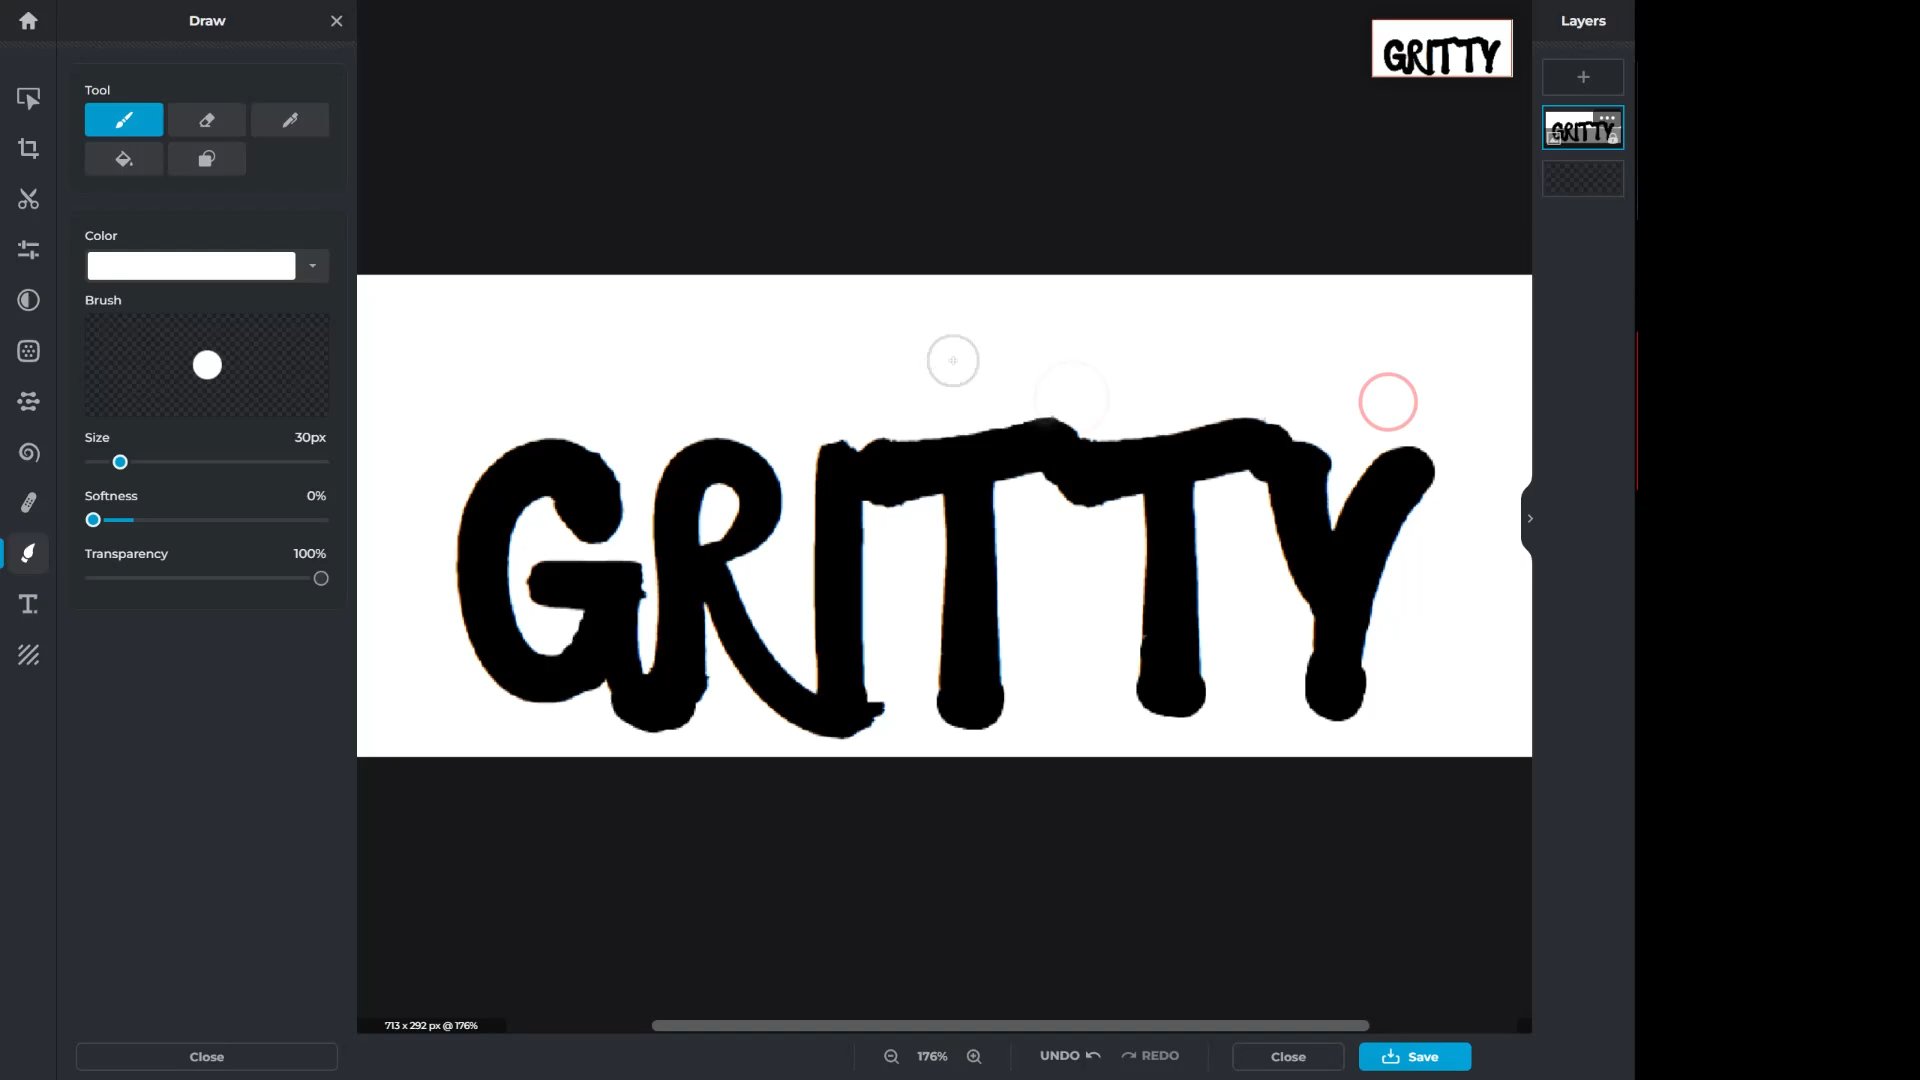 Draw
Layers
GRITTY
Tool
GRITTY
Color
Brush
Size 30px
Softness 0%
Transparency 100%
GRITTY
713 x 292 px @ 176%
Close
176%
UNDO
REDO
Close
Save